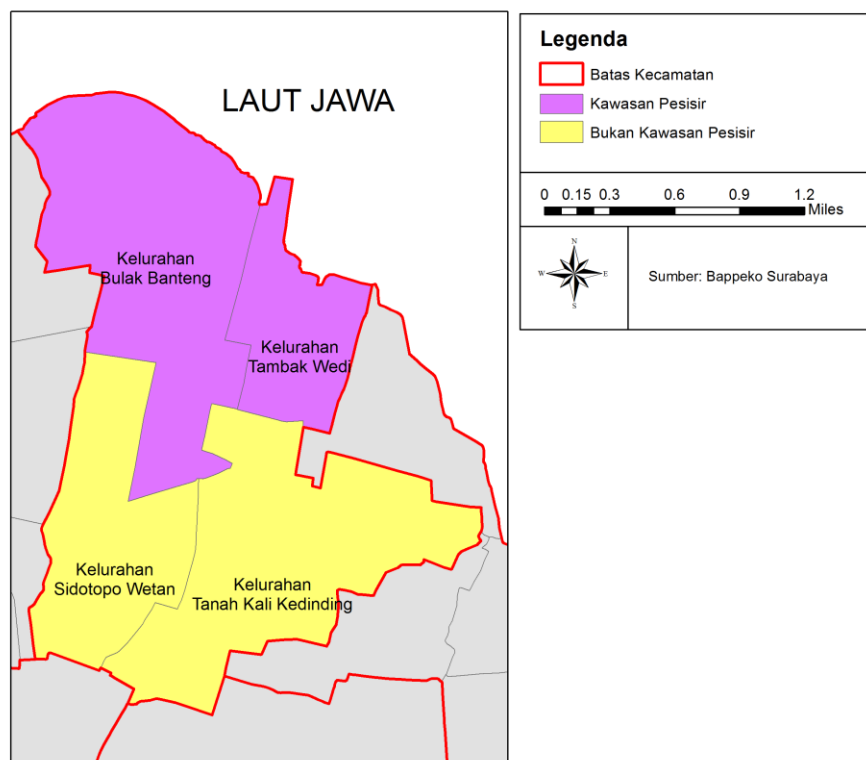 LAUT JAWA
Kelurahan
Bulak Banteng
Kelurahan
Tambak Wedi
Kelurahan
Sidotopo Wetan
Kelurahan
Tanah Kali Kedinding
Legenda
Batas Kecamatan
Kawasan Pesisir
Bukan Kawasan Pesisir
0 0.15 0.3 0.6 0.9 1.2
Miles
N
W E
S
Sumber: Bappeko Surabaya